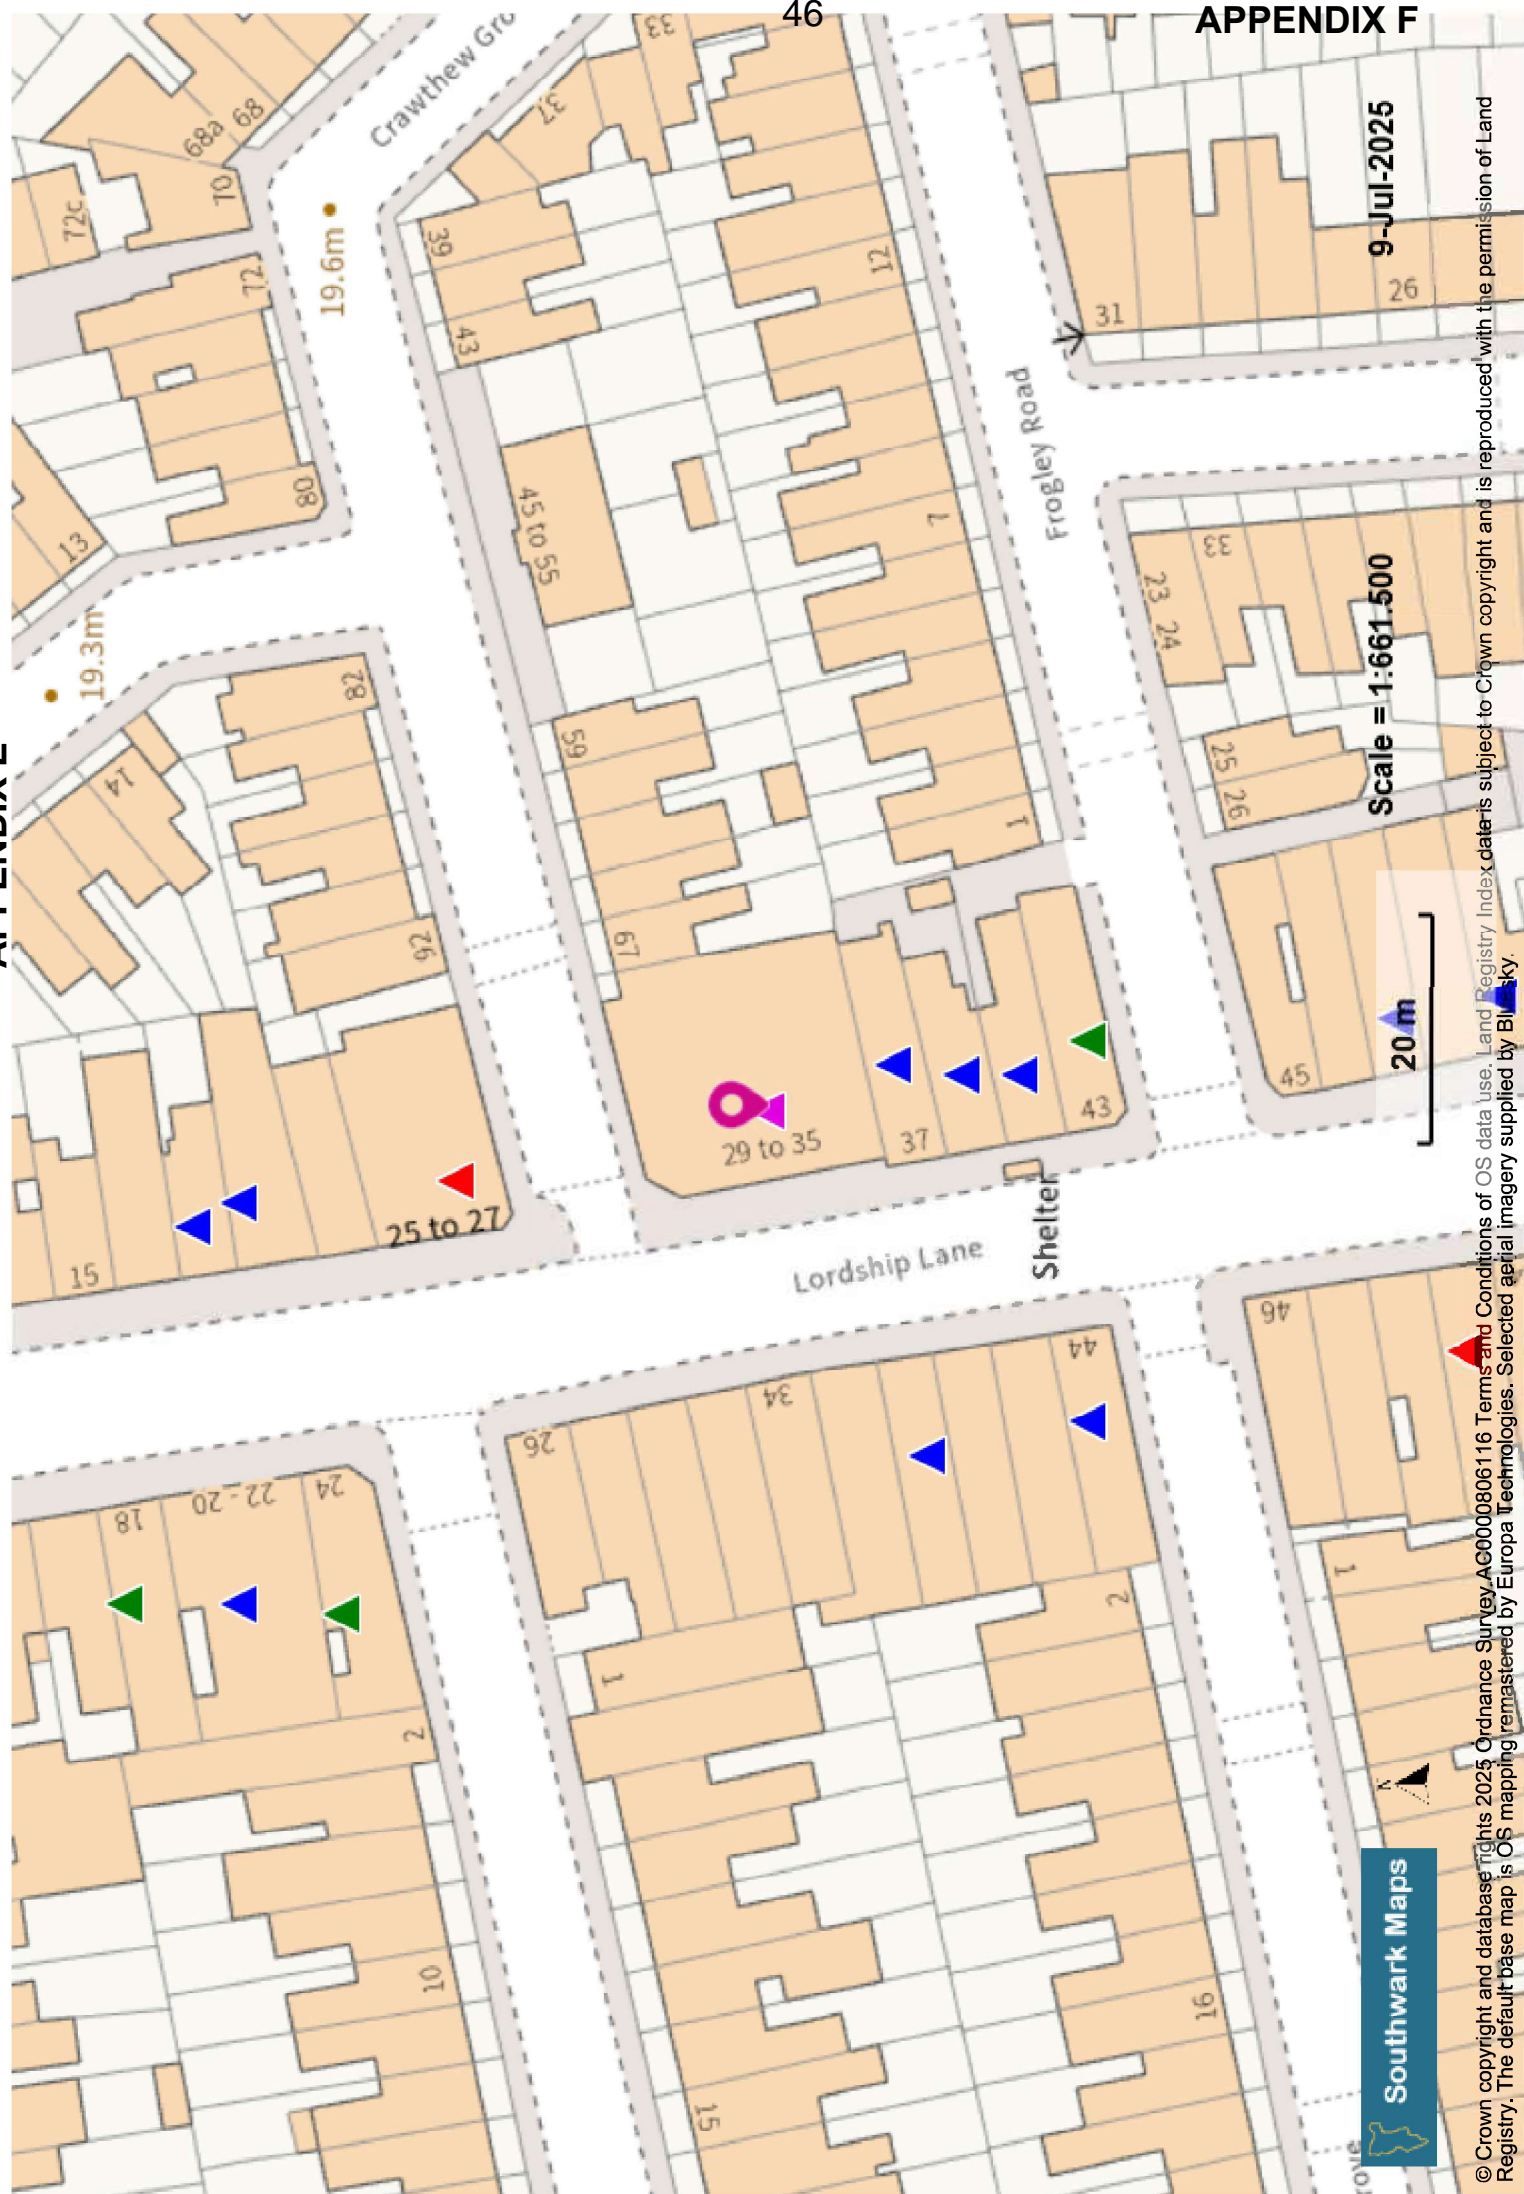 46
APPENDIX F
Crawthew Gro
33
37
68
68a
70
72c
72
19.6m
39
43
12
31
26
9-Jul-2025
13
80
45 to 55
7
Frogley Road
33
23
24
19.3m
14
82
59
1
25
26
Scale = 1:661.500
92
67
45
20 m
29 to 35
37
43
15
25 to 27
Shelter
Lordship Lane
18
22 - 20
24
26
34
44
46
1
2
1
2
10
15
16
rove
Southwark Maps
N
© Crown copyright and database rights 2025 Ordnance Survey AC0000806116 Terms and Conditions of OS data use. Land Registry Index data is subject to Crown copyright and is reproduced with the permission of Land
Registry. The default base map is OS mapping remastered by Europa Technologies. Selected aerial imagery supplied by Bluesky.